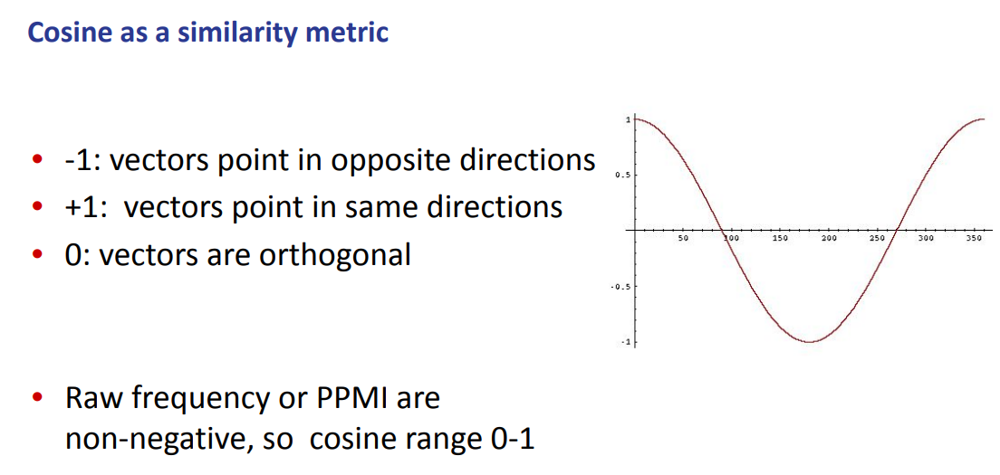 Cosine as a similarity metric
• -1: vectors point in opposite directions
• +1: vectors point in same directions
• 0: vectors are orthogonal
• Raw frequency or PPMI are
non-negative, so cosine range 0-1
1
0.5
50 100 150 200 250 300 350
-0.5
-1